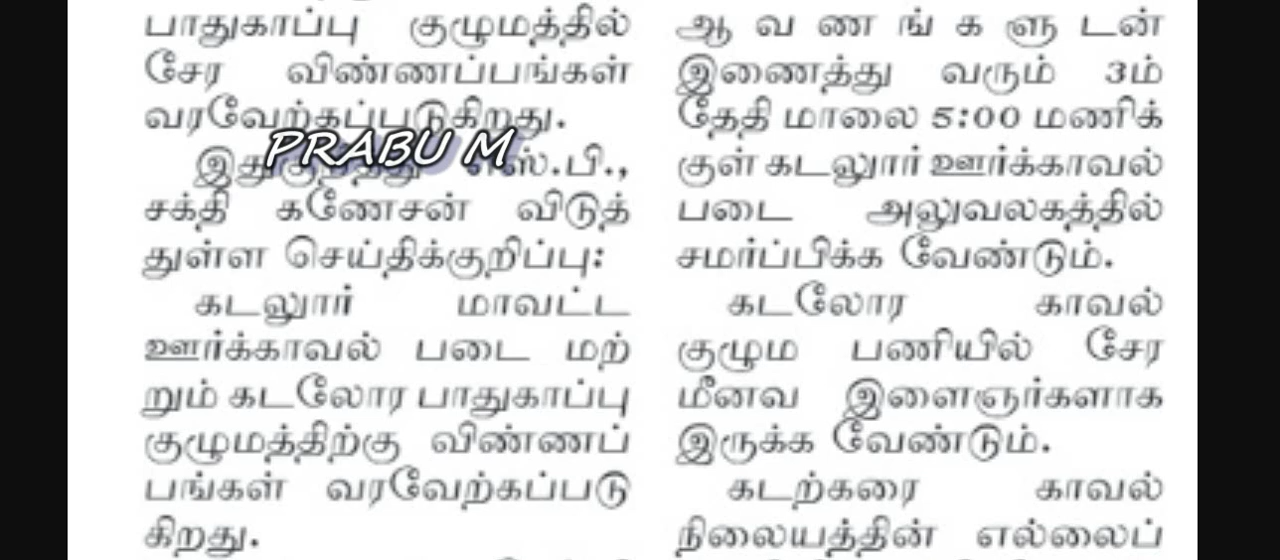 பாதுகாப்பு குழுமத்தில்
சேர விண்ணப்பங்கள்
வரவேற்கப்படுகிறது.
PRABU M
இதுகுறித்து எஸ்.பி.,
சக்தி கணேசன் விடுத்
துள்ள செய்திக்குறிப்பு:
கடலுார் மாவட்ட
ஊர்க்காவல் படை மற்
றும் கடலோர பாதுகாப்பு
குழுமத்திற்கு விண்ணப்
பங்கள் வரவேற்கப்படு
கிறது.
ஆ வ ண ங் க ளு டன்
இணைத்து வரும் 3ம்
தேதி மாலை 5:00 மணிக்
குள் கடலுார் ஊர்க்காவல்
படை அலுவலகத்தில்
சமர்ப்பிக்க வேண்டும்.
கடலோர காவல்
குழும பணியில் சேர
மீனவ இளைஞர்களாக
இருக்க வேண்டும்.
கடற்கரை காவல்
நிலையத்தின் எல்லைப்